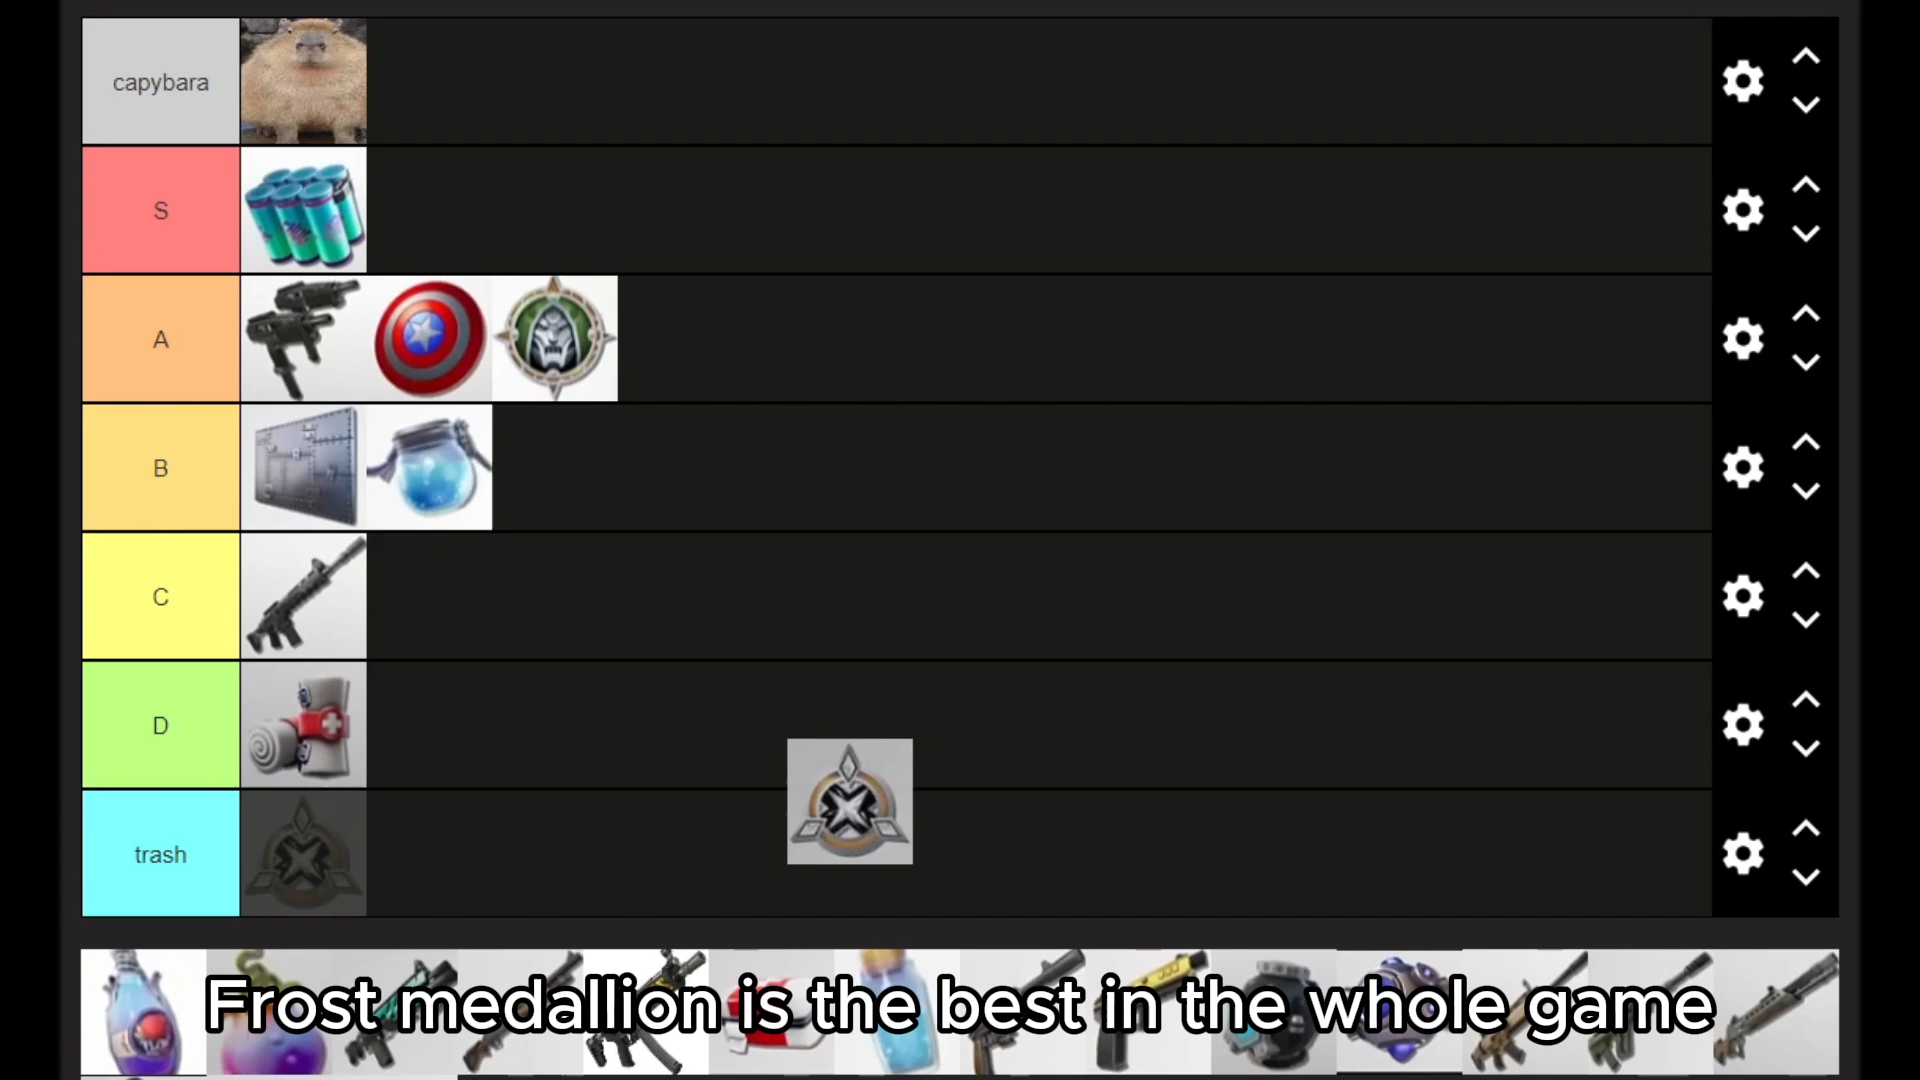 capybara
S
A
B
C
D
trash
Frost medallion is the best in the whole game